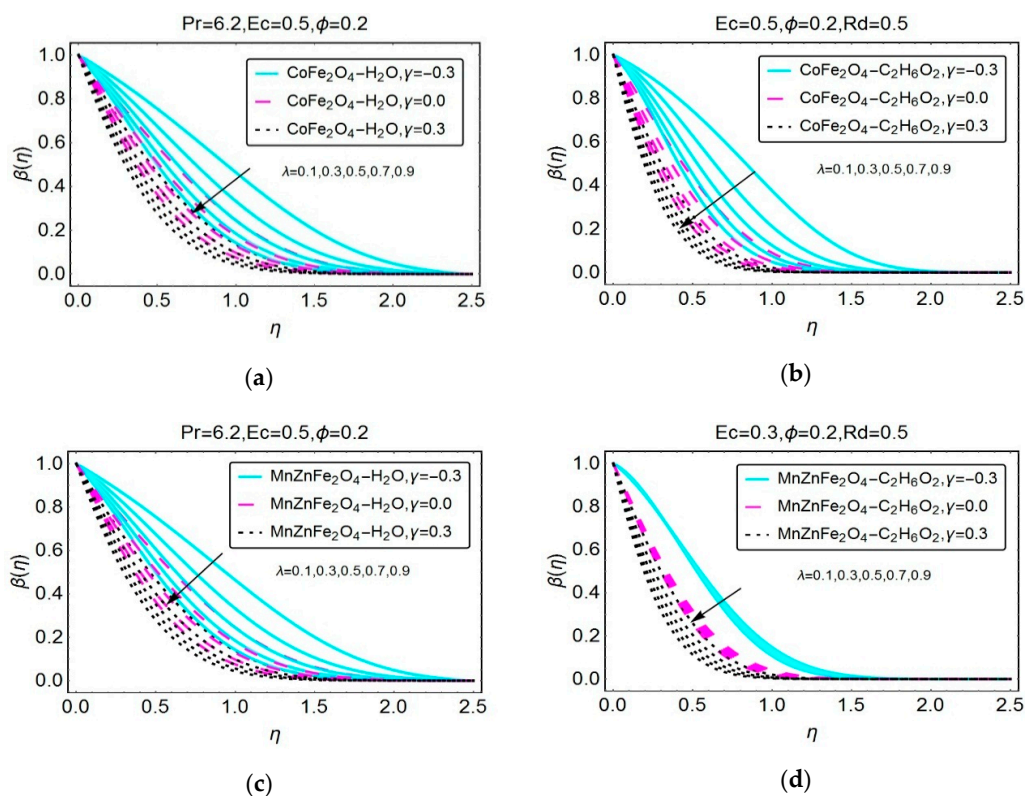 Pr=6.2,Ec=0.5,ϕ=0.2
CoFe₂O₄−H₂O,γ=−0.3
CoFe₂O₄−H₂O,γ=0.0
CoFe₂O₄−H₂O,γ=0.3
λ=0.1,0.3,0.5,0.7,0.9
β(η)
1.0
0.8
0.6
0.4
0.2
0.0
0.0 0.5 1.0 1.5 2.0 2.5
η
(a)
Ec=0.5,ϕ=0.2,Rd=0.5
CoFe₂O₄−C₂H₆O₂,γ=−0.3
CoFe₂O₄−C₂H₆O₂,γ=0.0
CoFe₂O₄−C₂H₆O₂,γ=0.3
λ=0.1,0.3,0.5,0.7,0.9
β(η)
1.0
0.8
0.6
0.4
0.2
0.0
0.0 0.5 1.0 1.5 2.0 2.5
η
(b)
Pr=6.2,Ec=0.5,ϕ=0.2
MnZnFe₂O₄−H₂O,γ=−0.3
MnZnFe₂O₄−H₂O,γ=0.0
MnZnFe₂O₄−H₂O,γ=0.3
λ=0.1,0.3,0.5,0.7,0.9
β(η)
1.0
0.8
0.6
0.4
0.2
0.0
0.0 0.5 1.0 1.5 2.0 2.5
η
(c)
Ec=0.3,ϕ=0.2,Rd=0.5
MnZnFe₂O₄−C₂H₆O₂,γ=−0.3
MnZnFe₂O₄−C₂H₆O₂,γ=0.0
MnZnFe₂O₄−C₂H₆O₂,γ=0.3
λ=0.1,0.3,0.5,0.7,0.9
β(η)
1.0
0.8
0.6
0.4
0.2
0.0
0.0 0.5 1.0 1.5 2.0 2.5
η
(d)